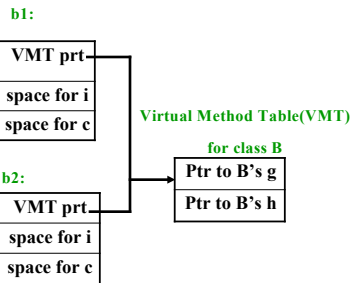 b1:
VMT prt
space for i
space for c
Virtual Method Table(VMT)
for class B
Ptr to B's g
Ptr to B's h
b2:
VMT prt
space for i
space for c